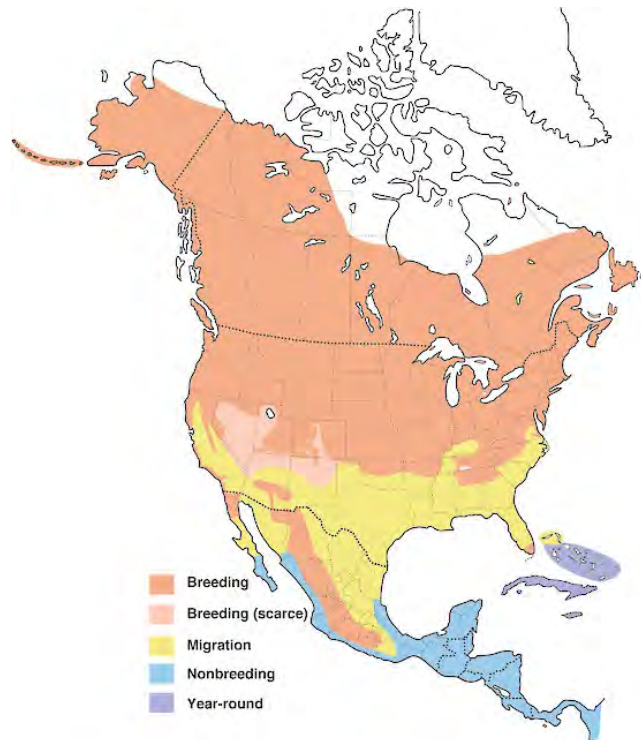 Breeding
Breeding (scarce)
Migration
Nonbreeding
Year-round